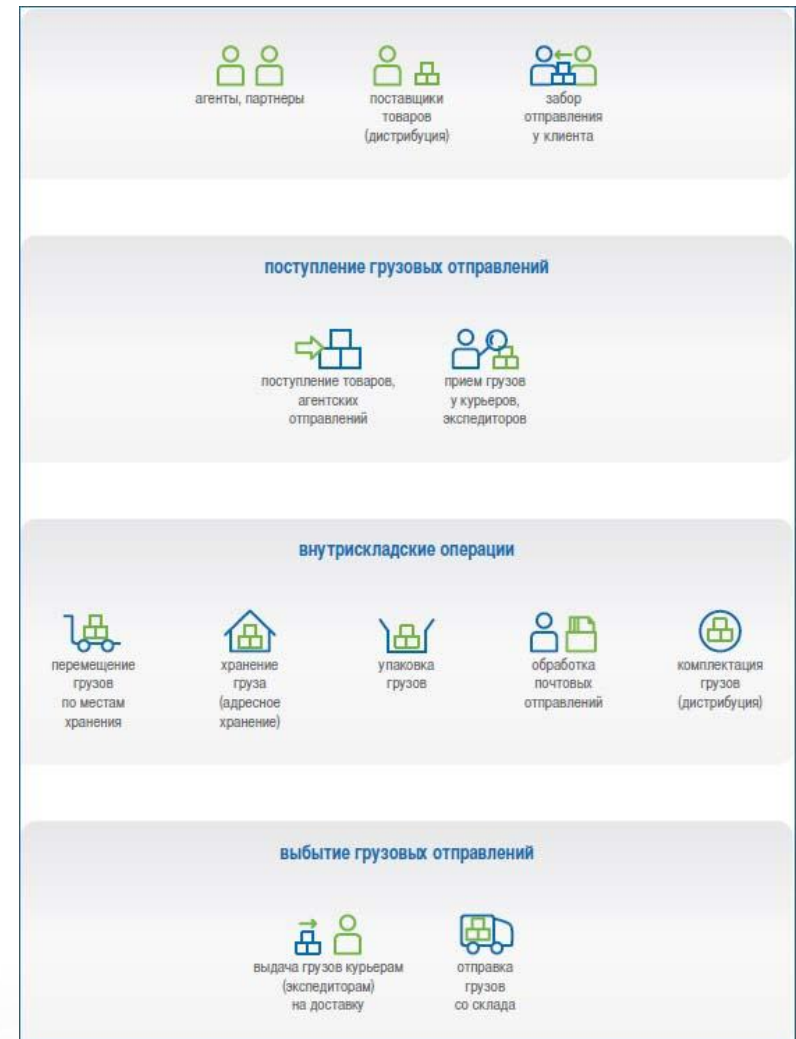 агенты, партнеры
поставщики
товаров
(дистрибуция)
забор
отправления
у клиента
поступление грузовых отправлений
поступление товаров,
агентских
отправлений
прием грузов
у курьеров,
экспедиторов
внутрискладские операции
перемещение
грузов
по местам
хранения
хранение
груза
(адресное
хранение)
упаковка
грузов
обработка
почтовых
отправлений
комплектация
грузов
(дистрибуция)
выбытие грузовых отправлений
выдача грузов курьерам
(экспедиторам)
на доставку
отправка
грузов
со склада